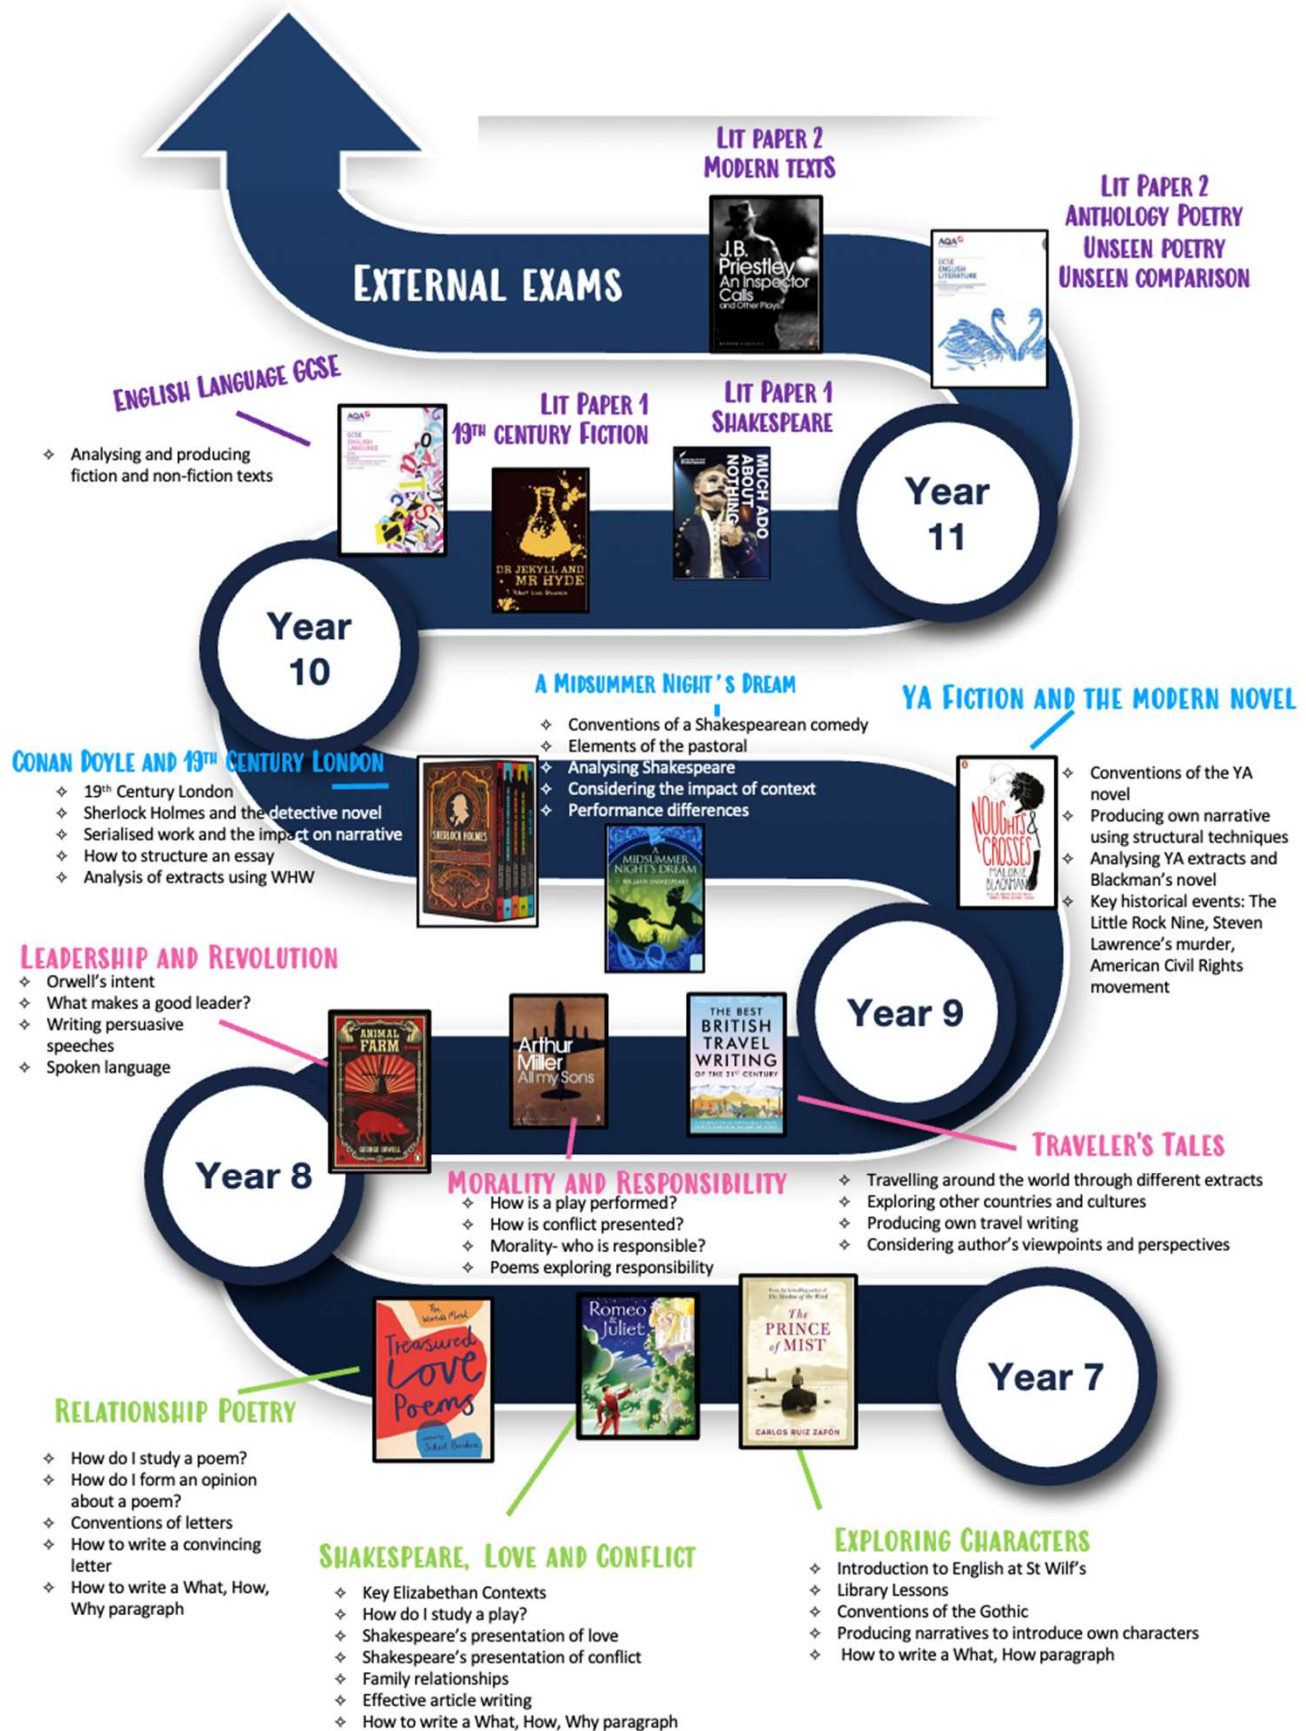 LIT PAPER 2
MODERN TEXTS
LIT PAPER 2
ANTHOLOGY POETRY
UNSEEN POETRY
UNSEEN COMPARISON
J.B.
Priestley
An Inspector
Calls
and Other Plays
AQA
GCSE
ENGLISH
LITERATURE
EXTERNAL EXAMS
ENGLISH LANGUAGE GCSE
Analysing and producing
fiction and non-fiction texts
AQA
GCSE
ENGLISH
LANGUAGE
LIT PAPER 1
19TH CENTURY FICTION
DR JEKYLL AND
MR HYDE
LIT PAPER 1
SHAKESPEARE
MUCH ADO
ABOUT
NOTHING
Year
11
Year
10
A MIDSUMMER NIGHT'S DREAM
Conventions of a Shakespearean comedy
Elements of the pastoral
Analysing Shakespeare
Considering the impact of context
Performance differences
A
MIDSUMMER
NIGHT'S DREAM
WILLIAM SHAKESPEARE
YA FICTION AND THE MODERN NOVEL
Conventions of the YA
novel
Producing own narrative
using structural techniques
Analysing YA extracts and
Blackman's novel
Key historical events: The
Little Rock Nine, Steven
Lawrence's murder,
American Civil Rights
movement
NOUGHTS &
CROSSES
MALORIE
BLACKMAN
CONAN DOYLE AND 19TH CENTURY LONDON
19th Century London
Sherlock Holmes and the detective novel
Serialised work and the impact on narrative
How to structure an essay
Analysis of extracts using WHW
SHERLOCK HOLMES
LEADERSHIP AND REVOLUTION
Orwell's intent
What makes a good leader?
Writing persuasive
speeches
Spoken language
ANIMAL
FARM
GEORGE ORWELL
Arthur
Miller
All my Sons
THE BEST
BRITISH
TRAVEL
WRITING
OF THE 21ST CENTURY
Year 9
Year 8
MORALITY AND RESPONSIBILITY
How is a play performed?
How is conflict presented?
Morality- who is responsible?
Poems exploring responsibility
TRAVELER'S TALES
Travelling around the world through different extracts
Exploring other countries and cultures
Producing own travel writing
Considering author's viewpoints and perspectives
The
World's Most
Treasured
Love
Poems
Romeo
&
Juliet
The
PRINCE
of MIST
CARLOS RUIZ ZAFÓN
Year 7
RELATIONSHIP POETRY
How do I study a poem?
How do I form an opinion
about a poem?
Conventions of letters
How to write a convincing
letter
How to write a What, How,
Why paragraph
SHAKESPEARE, LOVE AND CONFLICT
Key Elizabethan Contexts
How do I study a play?
Shakespeare's presentation of love
Shakespeare's presentation of conflict
Family relationships
Effective article writing
How to write a What, How, Why paragraph
EXPLORING CHARACTERS
Introduction to English at St Wilf's
Library Lessons
Conventions of the Gothic
Producing narratives to introduce own characters
How to write a What, How paragraph